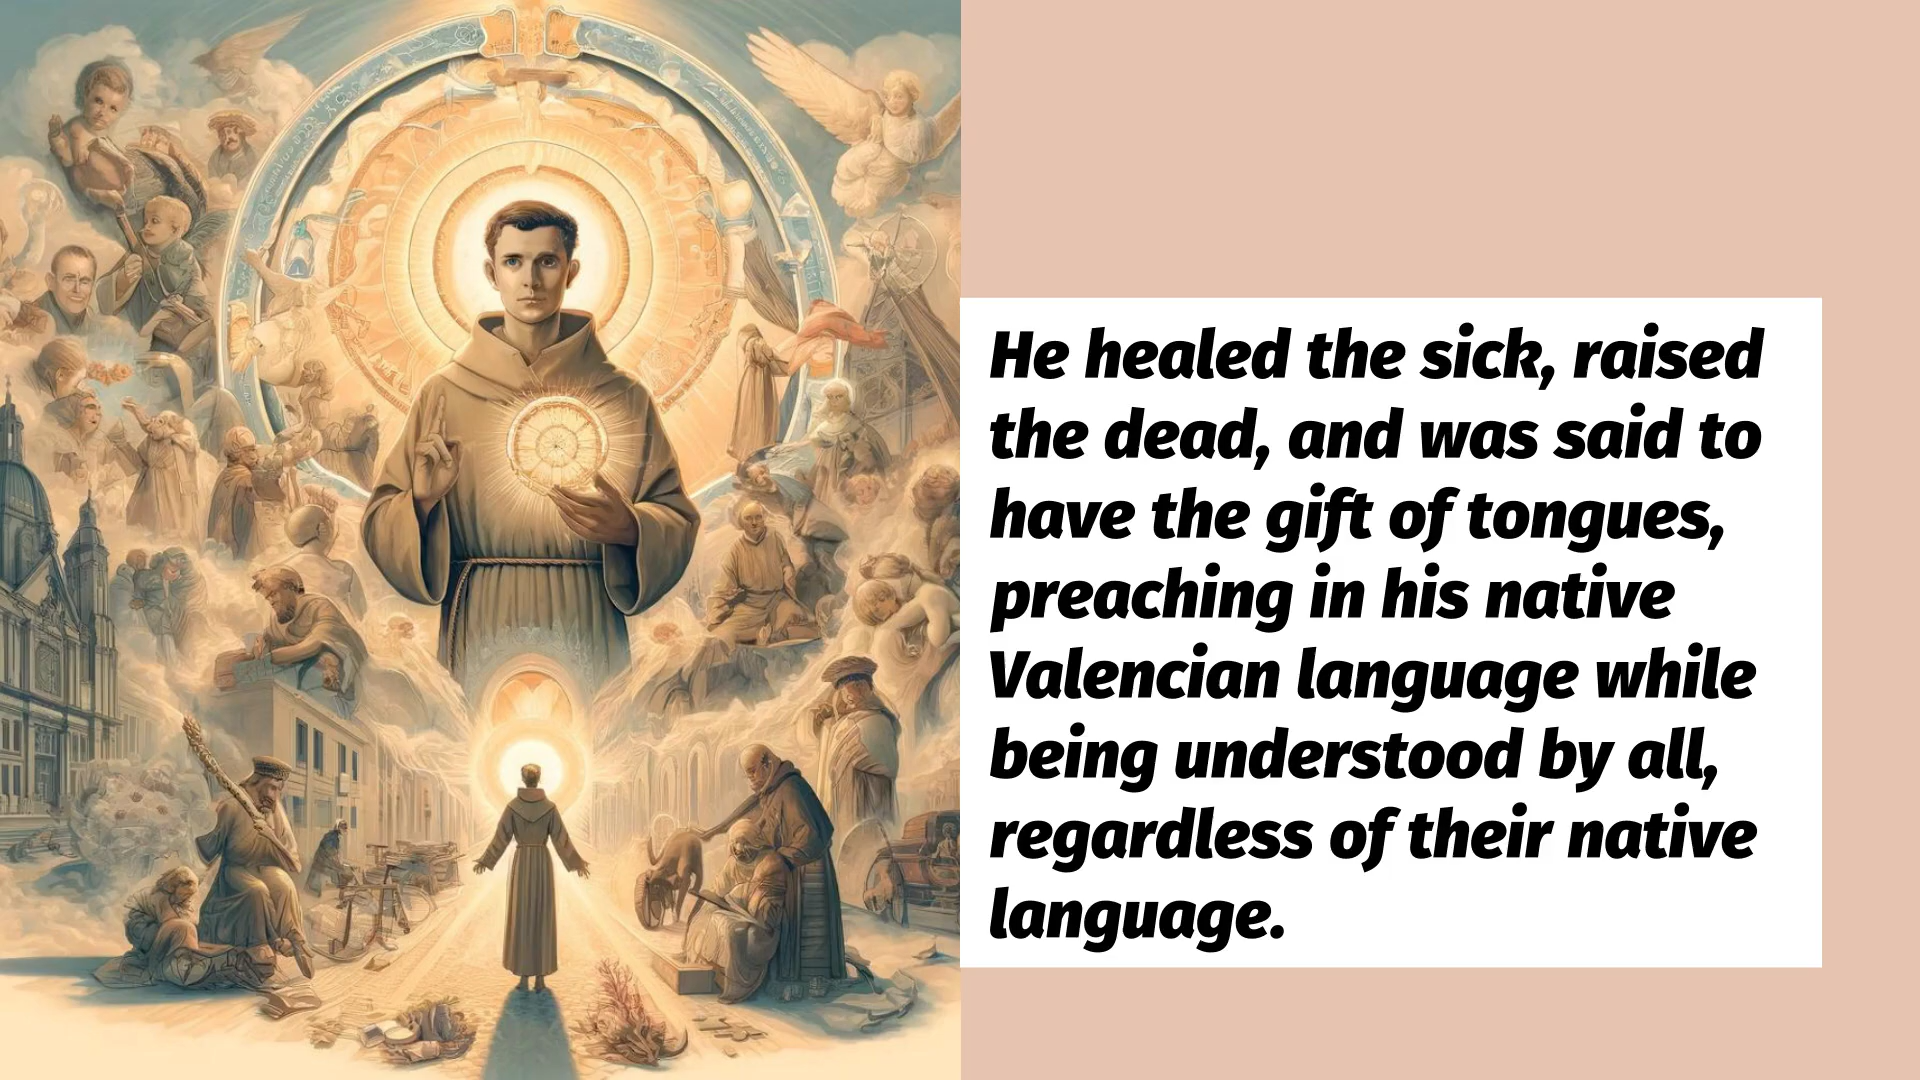 He healed the sick, raised
the dead, and was said to
have the gift of tongues,
preaching in his native
Valencian language while
being understood by all,
regardless of their native
language.